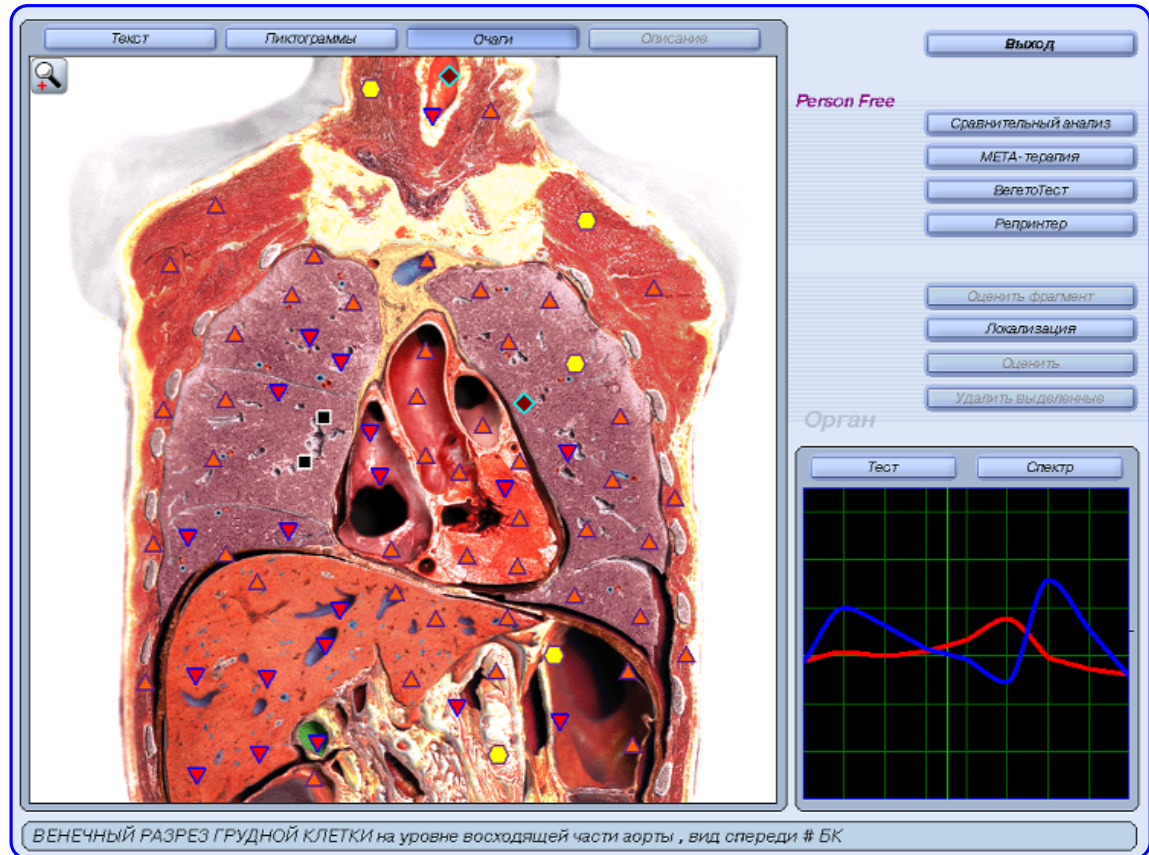 Текст
Пиктограммы
Очаги
Описание
Выход
Person Free
Сравнительный анализ
МЕТА-терапия
ВегетоТест
Репринтер
Оценить фрагмент
Локализация
Оценить
Удалить выделенные
Орган
Тест
Спектр
ВЕНЕЧНЫЙ РАЗРЕЗ ГРУДНОЙ КЛЕТКИ на уровне восходящей части аорты , вид спереди # БК